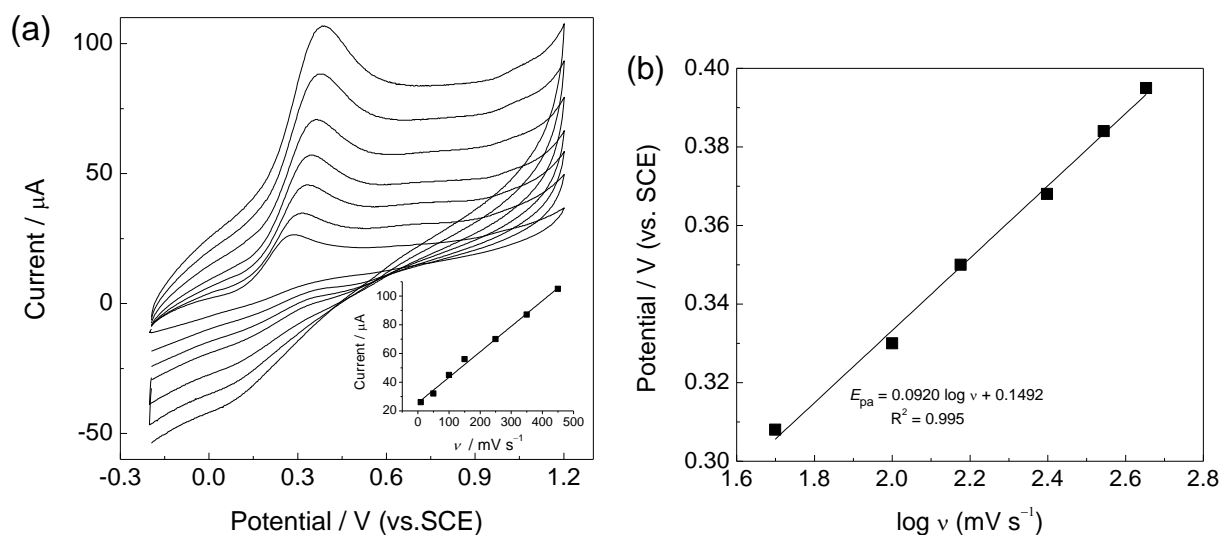 (a)
100
50
0
-50
-0.3 0.0 0.3 0.6 0.9 1.2
Current / μA
Potential / V (vs.SCE)
100
80
60
40
20
0 100 200 300 400 500
Current / μA
ν / mV s⁻¹
(b)
0.40
0.38
0.36
0.34
0.32
0.30
1.6 1.8 2.0 2.2 2.4 2.6 2.8
Potential / V (vs. SCE)
Epa = 0.0920 log ν + 0.1492
R² = 0.995
log ν (mV s⁻¹)